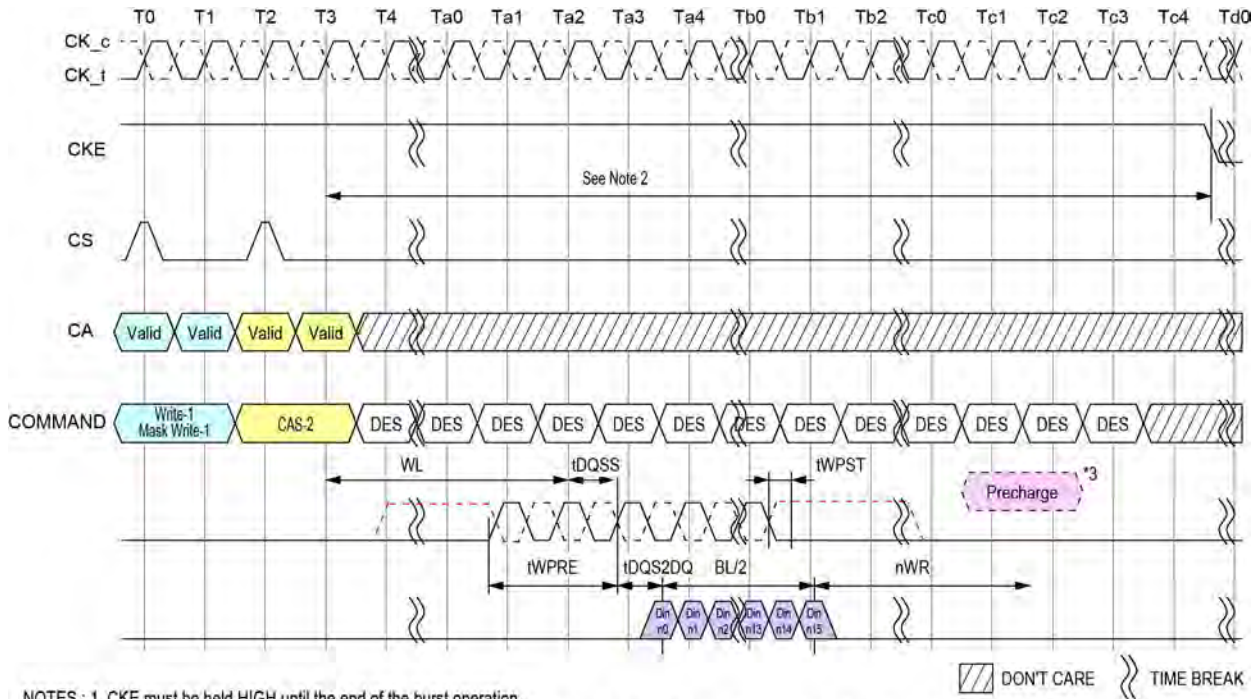 T0 T1 T2 T3 T4 Ta0 Ta1 Ta2 Ta3 Ta4 Tb0 Tb1 Tb2 Tc0 Tc1 Tc2 Tc3 Tc4 Td0
CK_c
CK_t
CKE
See Note 2
CS
CA Valid Valid Valid Valid
COMMAND Write-1 Mask Write-1 CAS-2 DES DES DES DES DES DES DES DES DES DES DES DES DES
WL tDQSS tWPST
Precharge *3
tWPRE tDQS2DQ BL/2 nWR
Din n0 Din n1 Din n2 Din n13 Din n14 Din n15
DON'T CARE TIME BREAK
NOTES : 1. CKE must be held HIGH until the end of the burst operation.